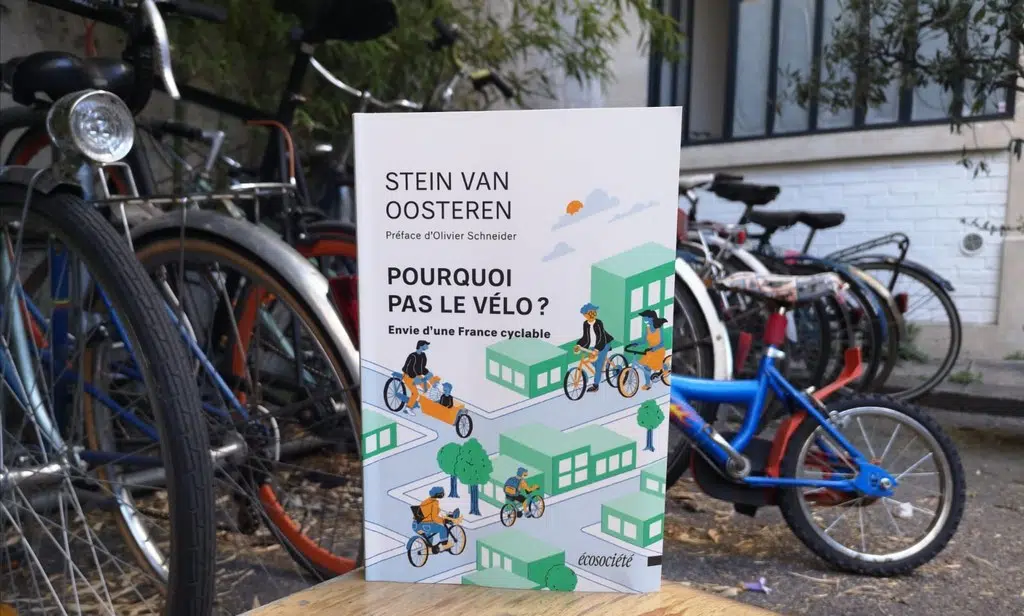 STEIN VAN
OOSTEREN
Préface d'Olivier Schneider
POURQUOI
PAS LE VÉLO ?
Envie d'une France cyclable
écosociété